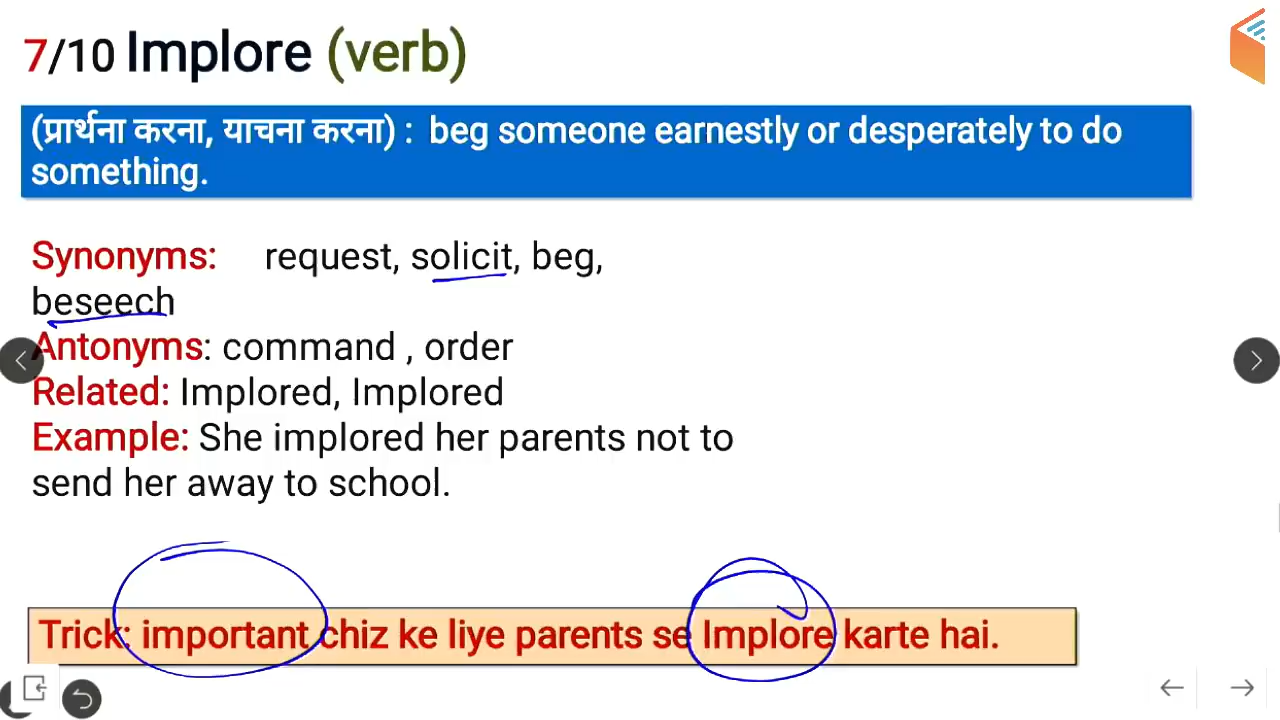 7/10 Implore (verb)
(प्रार्थना करना, याचना करना) : beg someone earnestly or desperately to do
something.
Synonyms: request, solicit, beg,
beseech
Antonyms: command , order
Related: Implored, Implored
Example: She implored her parents not to
send her away to school.
Trick: important chiz ke liye parents se Implore karte hai.